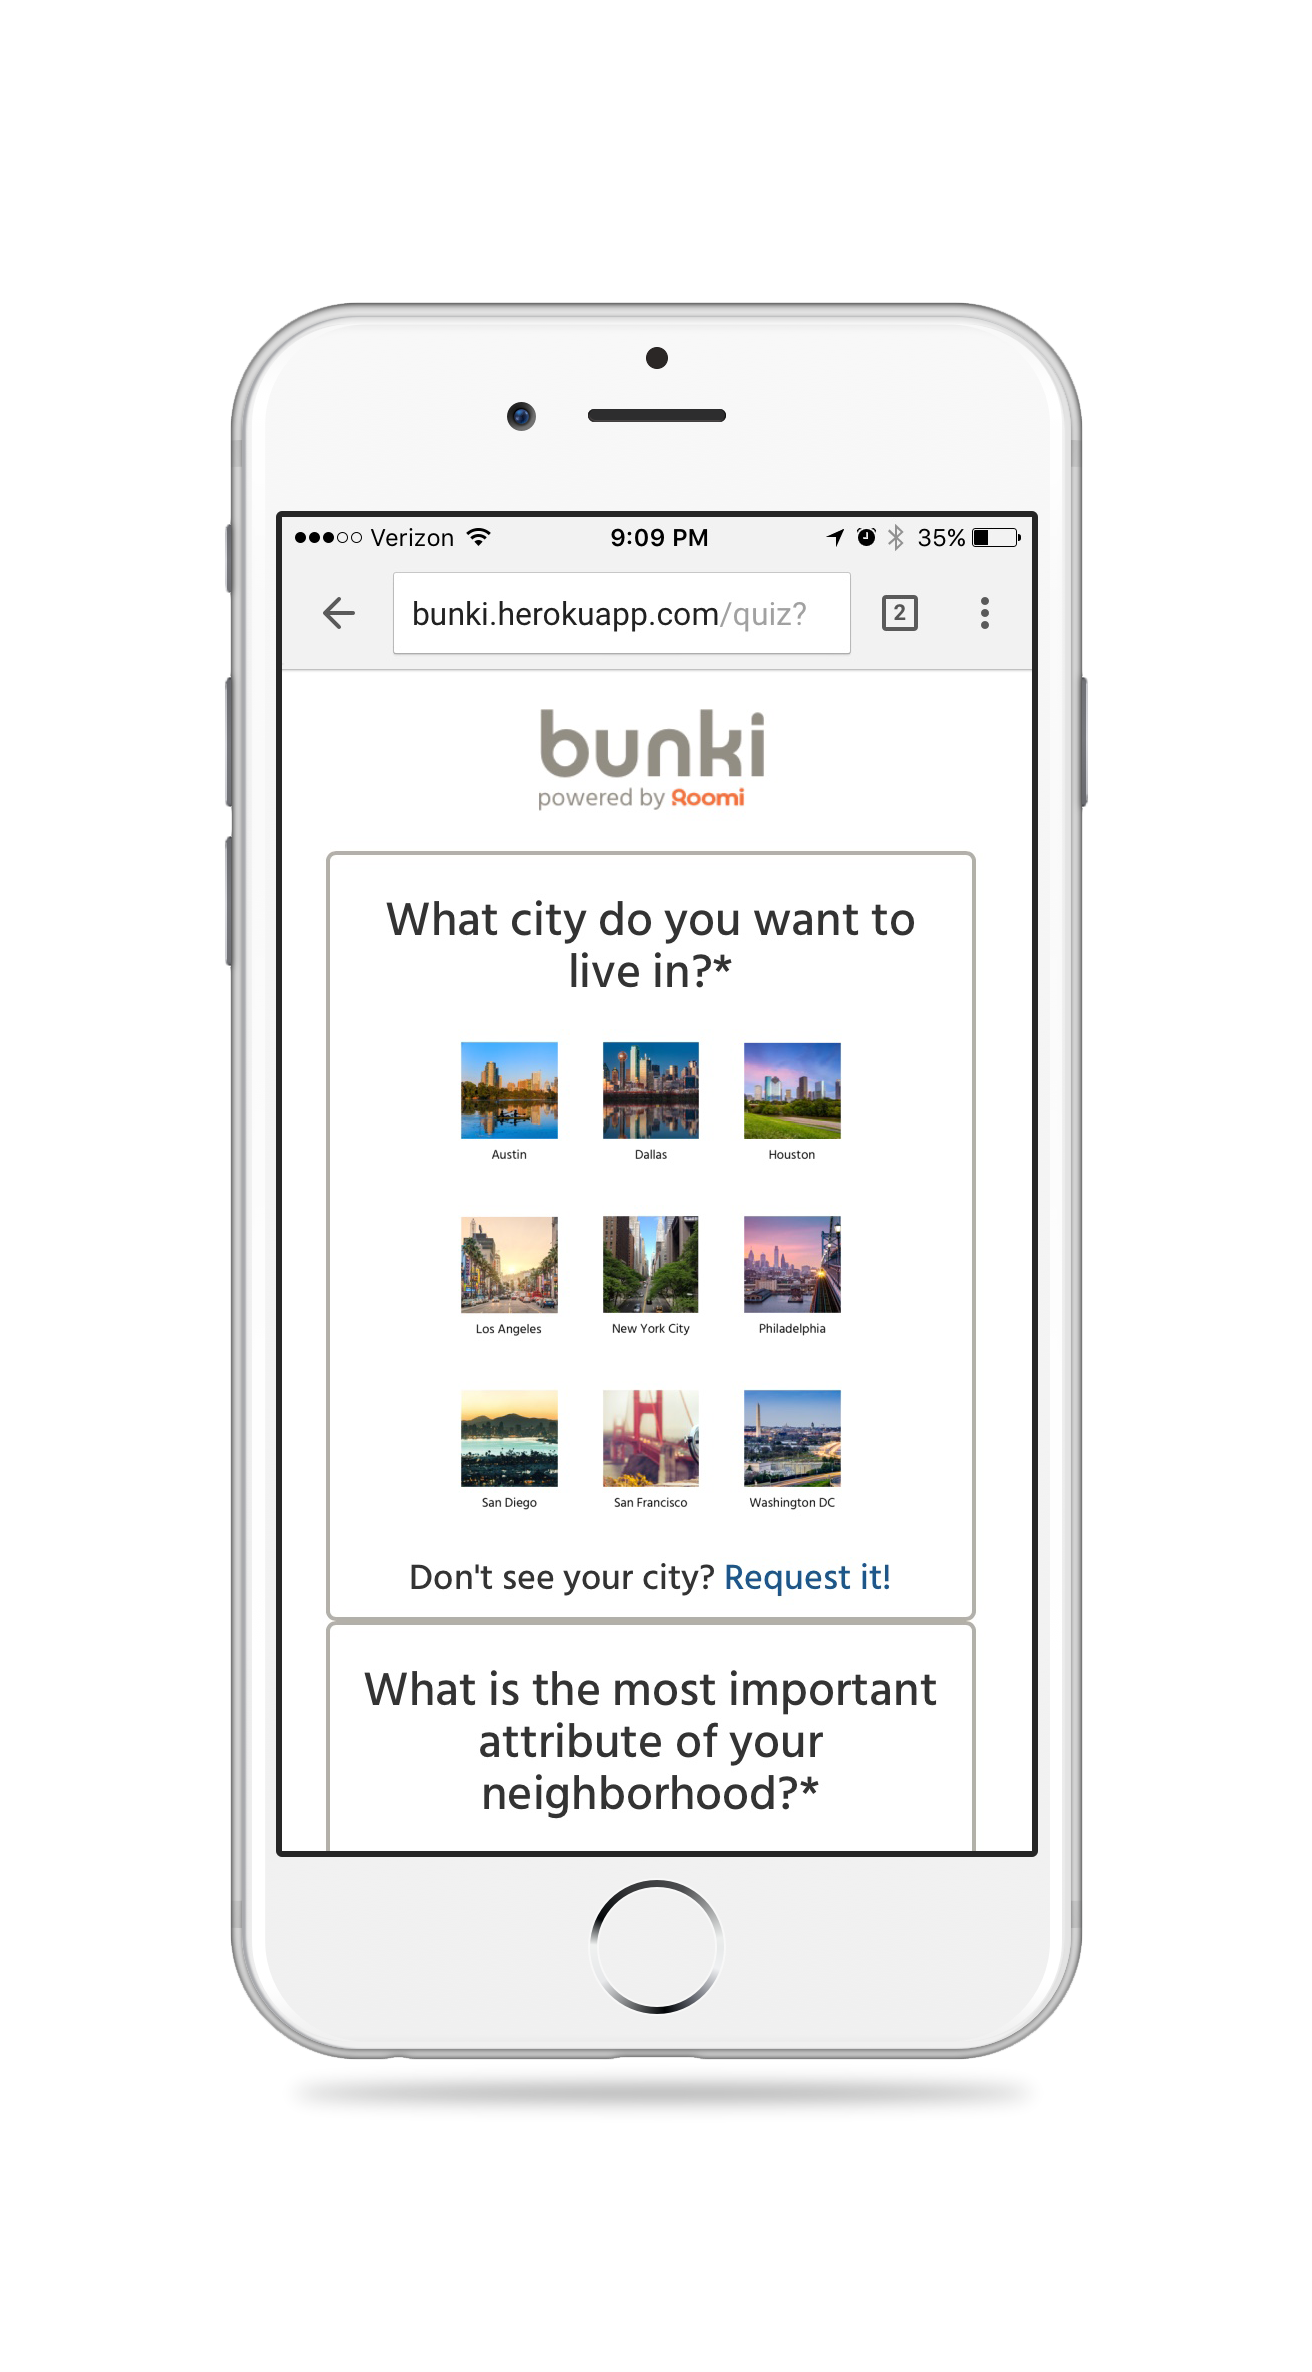 Verizon 9:09 PM 35%
bunki.herokuapp.com/quiz? 2
bunki
powered by Roomi
What city do you want to
live in?*
Austin Dallas Houston
Los Angeles New York City Philadelphia
San Diego San Francisco Washington DC
Don't see your city? Request it!
What is the most important
attribute of your
neighborhood?*